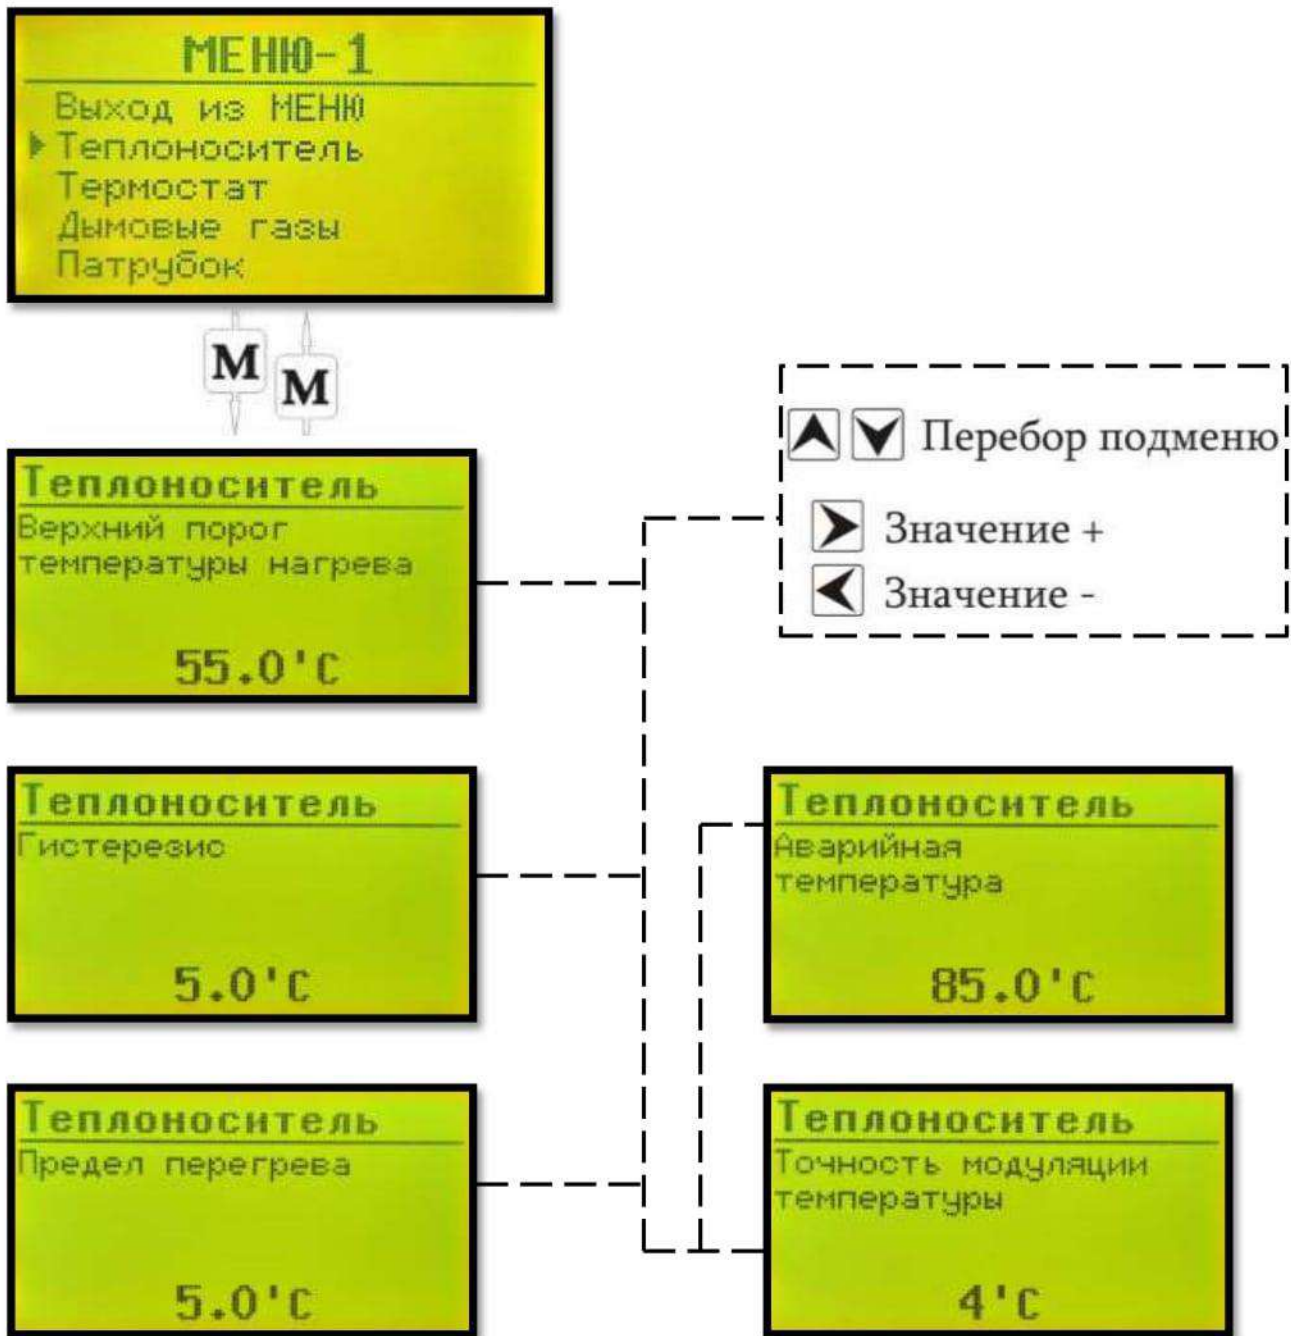 МЕНЮ-1
Выход из МЕНЮ
Теплоноситель
Термостат
Дымовые газы
Патрубок
М
М
Перебор подменю
Значение +
Значение -
Теплоноситель
Верхний порог
температуры нагрева
55.0'С
Теплоноситель
Гистерезис
5.0'С
Теплоноситель
Аварийная
температура
85.0'С
Теплоноситель
Предел перегрева
5.0'С
Теплоноситель
Точность модуляции
температуры
4'С